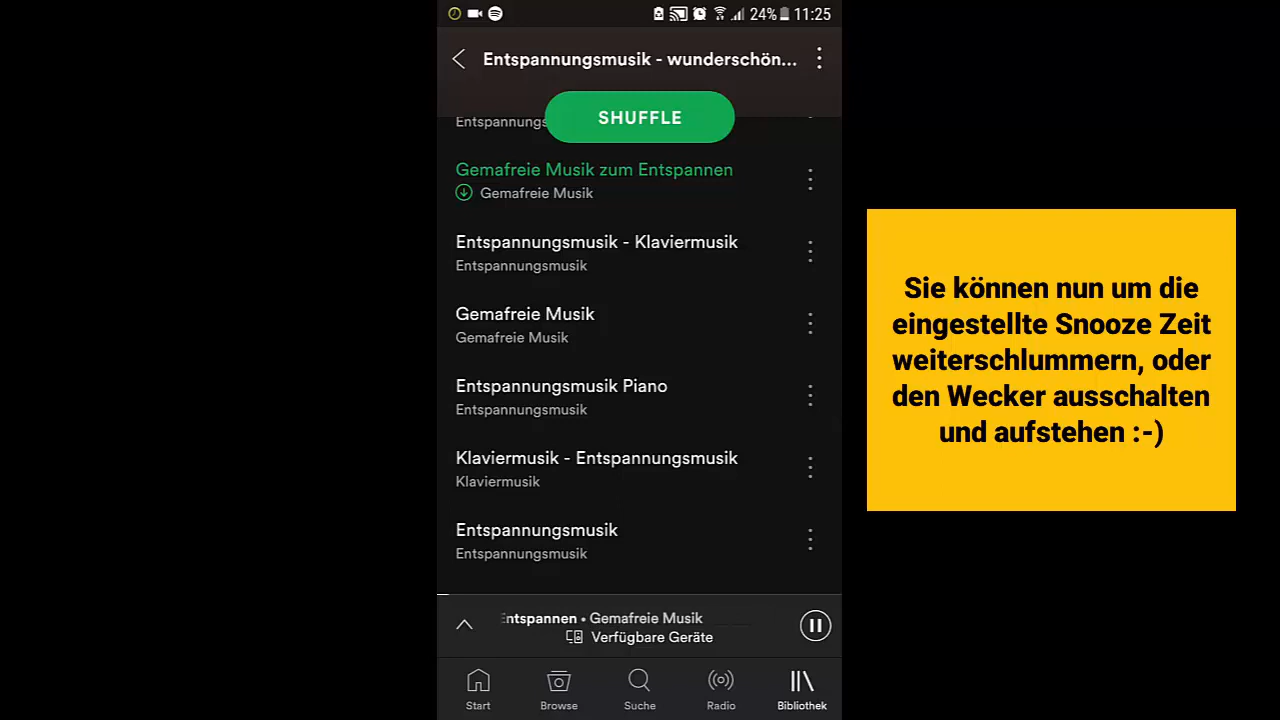 24% 11:25
Entspannungsmusik - wunderschön...
SHUFFLE
Entspannungs
Gemafreie Musik zum Entspannen
Gemafreie Musik
Entspannungsmusik - Klaviermusik
Entspannungsmusik
Gemafreie Musik
Gemafreie Musik
Entspannungsmusik Piano
Entspannungsmusik
Klaviermusik - Entspannungsmusik
Klaviermusik
Entspannungsmusik
Entspannungsmusik
Entspannen • Gemafreie Musik
Verfügbare Geräte
Start
Browse
Suche
Radio
Bibliothek
Sie können nun um die
eingestellte Snooze Zeit
weiterschlummern, oder
den Wecker ausschalten
und aufstehen :-)